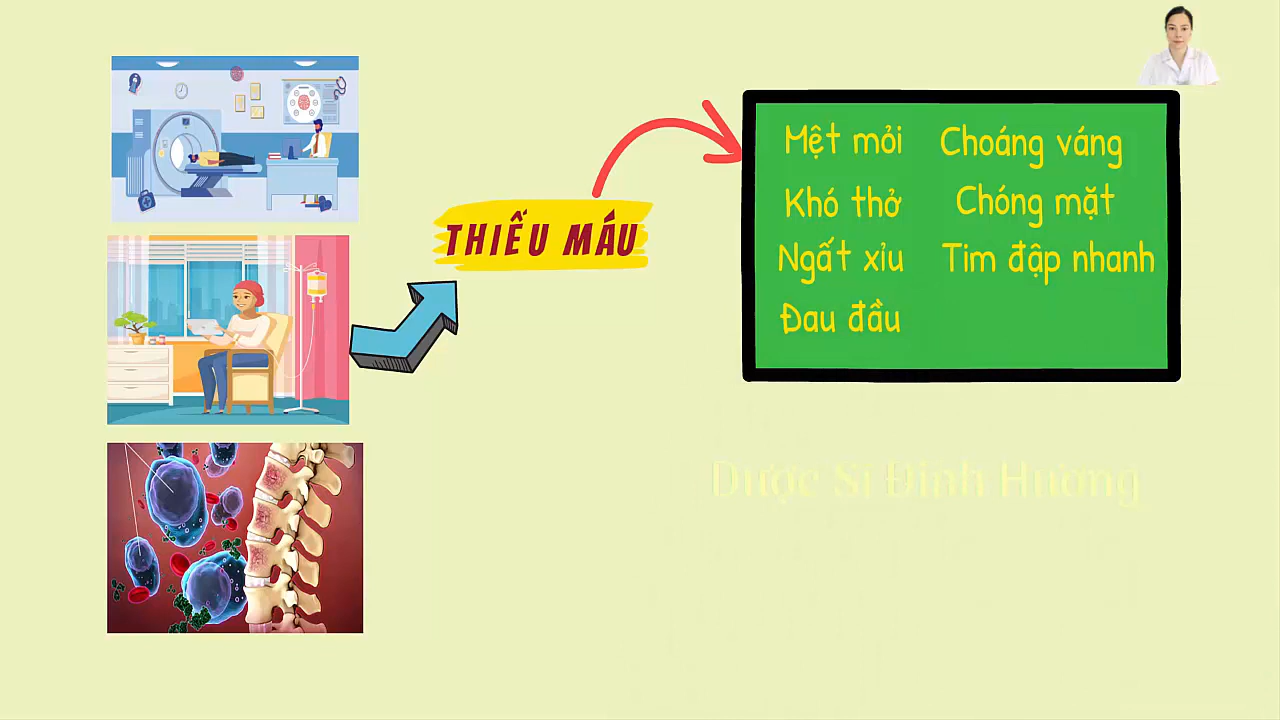 THIẾU MÁU
Mệt mỏi
Khó thở
Ngất xỉu
Đau đầu
Choáng váng
Chóng mặt
Tim đập nhanh
Dược Sĩ Đinh Hương